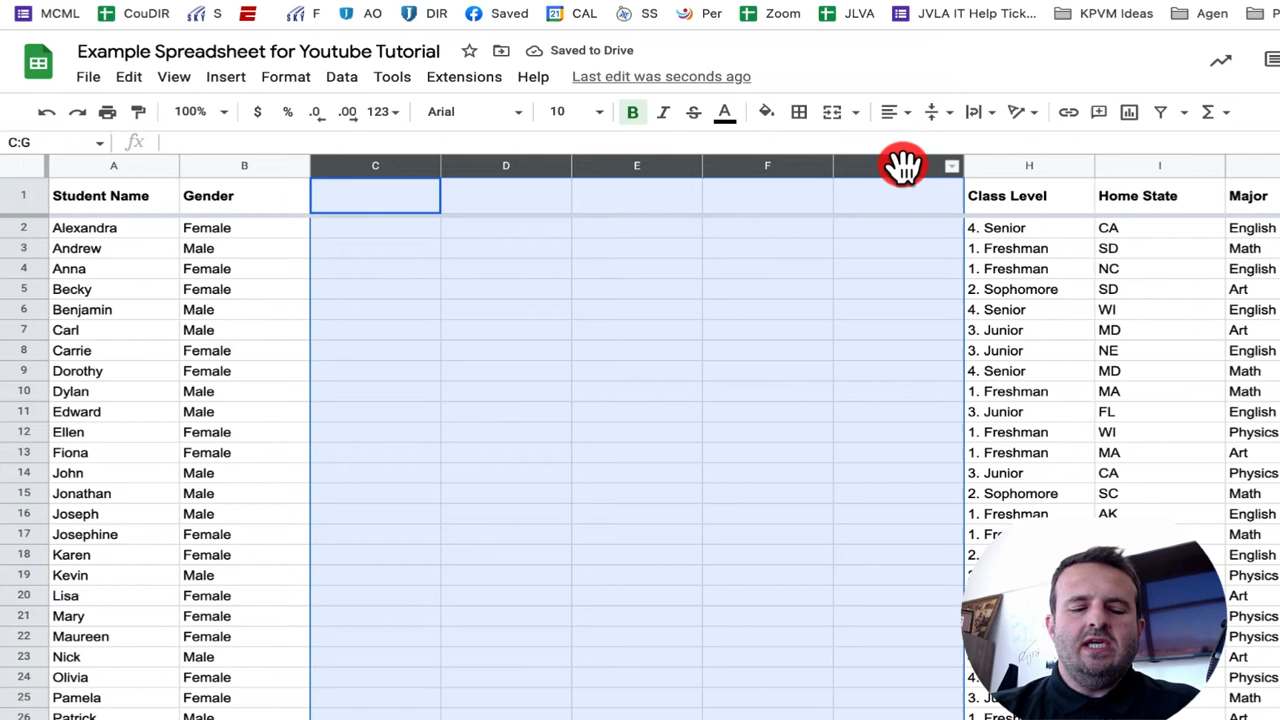 MCML CouDIR S F AO DIR Saved CAL SS Per Zoom JLVA JVLA IT Help Tick... KPVM Ideas Agen
Example Spreadsheet for Youtube Tutorial Saved to Drive
File Edit View Insert Format Data Tools Extensions Help Last edit was seconds ago
100% $ % .0 .00 123 Arial 10 B I S A Σ
C:G fx
A B C D E F H I
1 Student Name Gender Class Level Home State Major
2 Alexandra Female 4. Senior CA English
3 Andrew Male 1. Freshman SD Math
4 Anna Female 1. Freshman NC English
5 Becky Female 2. Sophomore SD Art
6 Benjamin Male 4. Senior WI English
7 Carl Male 3. Junior MD Art
8 Carrie Female 3. Junior NE English
9 Dorothy Female 4. Senior MD Math
10 Dylan Male 1. Freshman MA Math
11 Edward Male 3. Junior FL English
12 Ellen Female 1. Freshman WI Physics
13 Fiona Female 1. Freshman MA Art
14 John Male 3. Junior CA Physics
15 Jonathan Male 2. Sophomore SC Math
16 Joseph Male 1. Freshman AK English
17 Josephine Female 1. Math
18 Karen Female 2. English
19 Kevin Male Physics
20 Lisa Female Art
21 Mary Female Physics
22 Maureen Female Physics
23 Nick Male Art
24 Olivia Female 4. Physics
25 Pamela Female 3. Math
26 Patrick Male 1. Freshman English